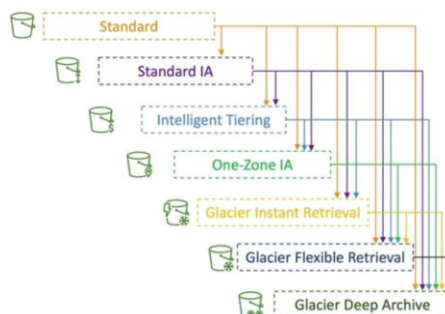 Standard
Standard IA
Intelligent Tiering
One-Zone IA
Glacier Instant Retrieval
Glacier Flexible Retrieval
Glacier Deep Archive